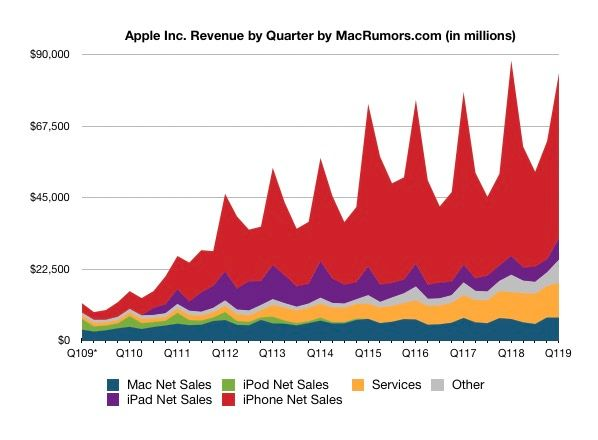 Apple Inc. Revenue by Quarter by MacRumors.com (in millions)
$90,000
$67,500
$45,000
$22,500
$0
Q109* Q110 Q111 Q112 Q113 Q114 Q115 Q116 Q117 Q118 Q119
Mac Net Sales iPod Net Sales Services Other
iPad Net Sales iPhone Net Sales